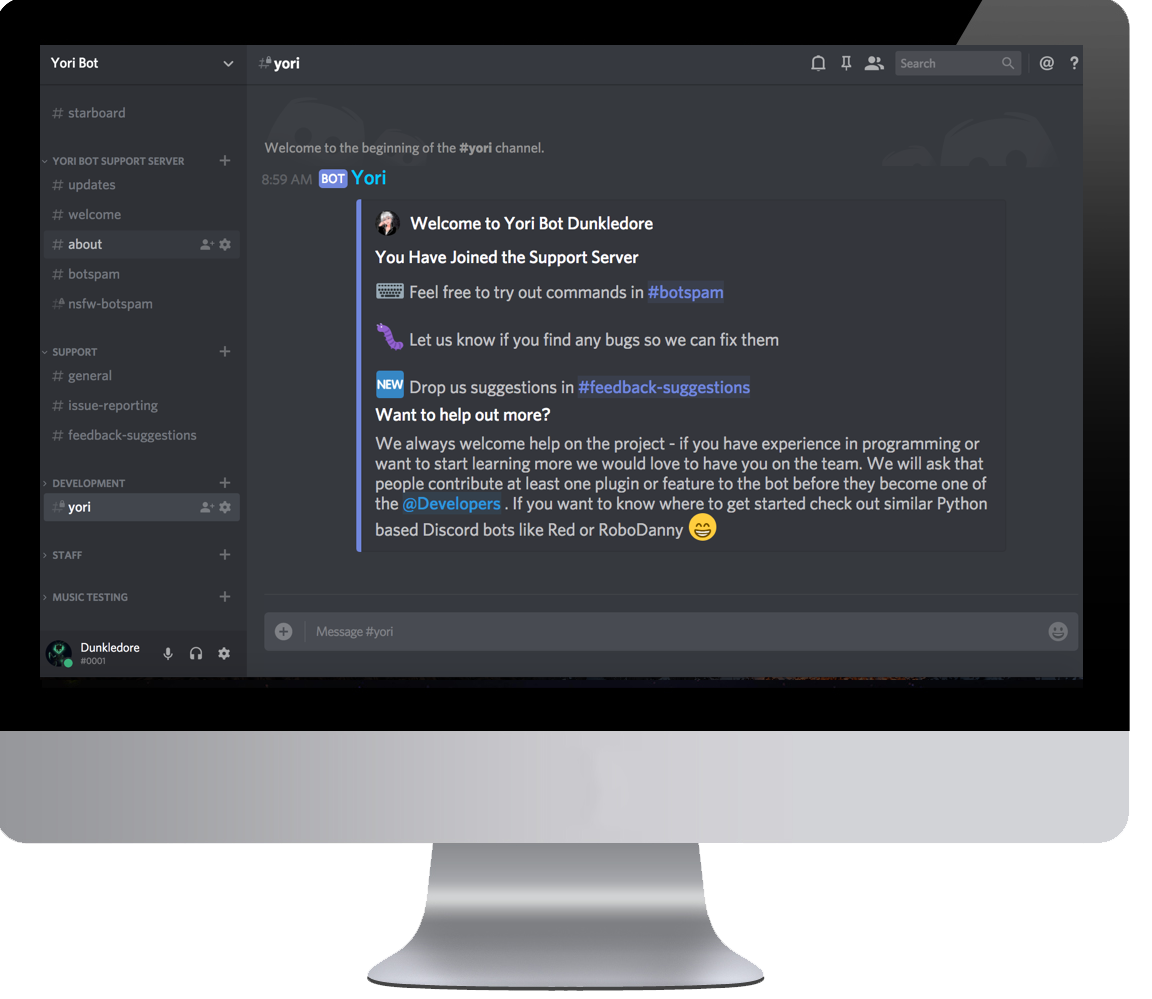 Yori Bot
# starboard
YORI BOT SUPPORT SERVER
# updates
# welcome
# about
# botspam
# nsfw-botspam
SUPPORT
# general
# issue-reporting
# feedback-suggestions
DEVELOPMENT
# yori
STAFF
MUSIC TESTING
Dunkledore
#0001
# yori
Search
@ ?
Welcome to the beginning of the #yori channel.
8:59 AM BOT Yori
Welcome to Yori Bot Dunkledore
You Have Joined the Support Server
Feel free to try out commands in #botspam
Let us know if you find any bugs so we can fix them
NEW Drop us suggestions in #feedback-suggestions
Want to help out more?
We always welcome help on the project - if you have experience in programming or
want to start learning more we would love to have you on the team. We will ask that
people contribute at least one plugin or feature to the bot before they become one of
the @Developers . If you want to know where to get started check out similar Python
based Discord bots like Red or RoboDanny 😄
Message #yori